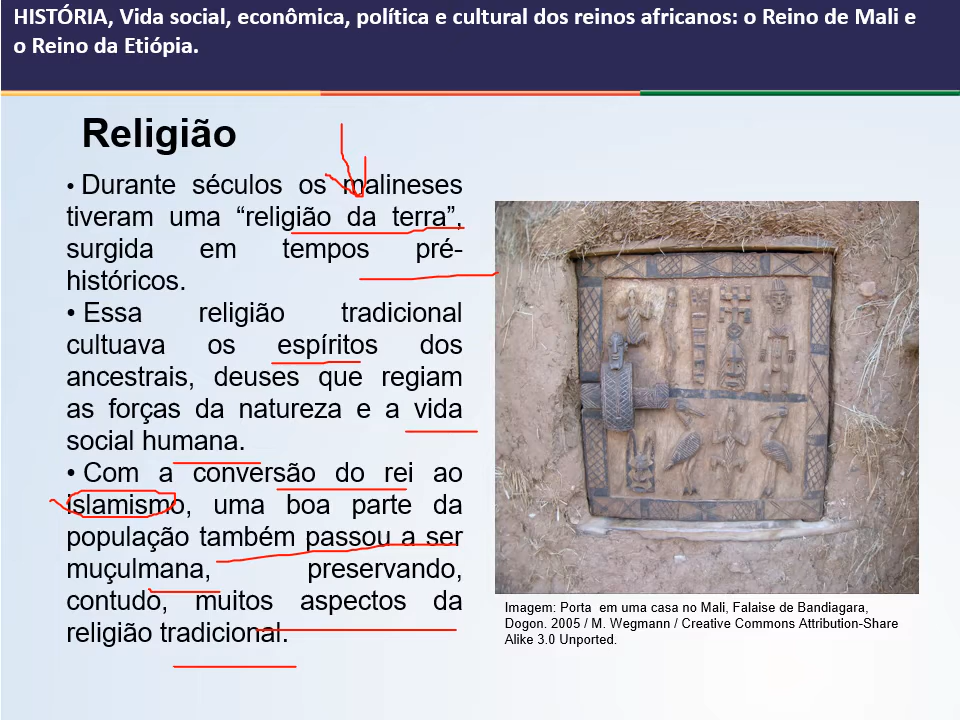 HISTÓRIA, Vida social, econômica, política e cultural dos reinos africanos: o Reino de Mali e
o Reino da Etiópia.
Religião
• Durante séculos os malineses
tiveram uma “religião da terra”,
surgida em tempos pré-
históricos.
• Essa religião tradicional
cultuava os espíritos dos
ancestrais, deuses que regiam
as forças da natureza e a vida
social humana.
• Com a conversão do rei ao
islamismo, uma boa parte da
população também passou a ser
muçulmana, preservando,
contudo, muitos aspectos da
religião tradicional.
Imagem: Porta em uma casa no Mali, Falaise de Bandiagara,
Dogon. 2005 / M. Wegmann / Creative Commons Attribution-Share
Alike 3.0 Unported.